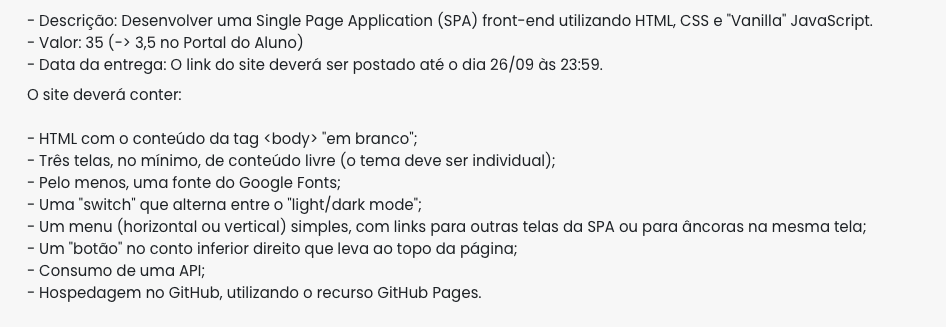 - Descrição: Desenvolver uma Single Page Application (SPA) front-end utilizando HTML, CSS e "Vanilla" JavaScript.
- Valor: 35 (-> 3,5 no Portal do Aluno)
- Data da entrega: O link do site deverá ser postado até o dia 26/09 às 23:59.
O site deverá conter:
- HTML com o conteúdo da tag <body> "em branco";
- Três telas, no mínimo, de conteúdo livre (o tema deve ser individual);
- Pelo menos, uma fonte do Google Fonts;
- Uma "switch" que alterna entre o "light/dark mode";
- Um menu (horizontal ou vertical) simples, com links para outras telas da SPA ou para âncoras na mesma tela;
- Um "botão" no conto inferior direito que leva ao topo da página;
- Consumo de uma API;
- Hospedagem no GitHub, utilizando o recurso GitHub Pages.